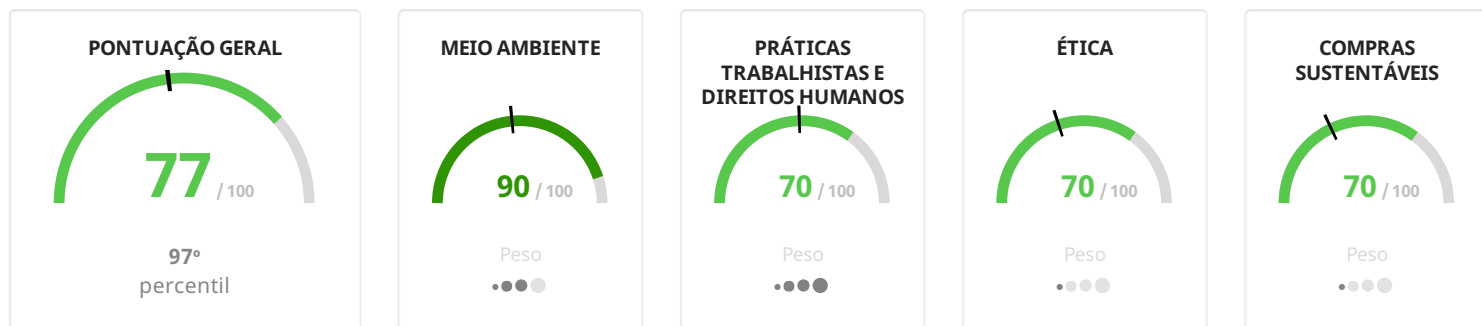 PONTUAÇÃO GERAL
77 / 100
97º
percentil
MEIO AMBIENTE
90 / 100
Peso
PRÁTICAS
TRABALHISTAS E
DIREITOS HUMANOS
70 / 100
Peso
ÉTICA
70 / 100
Peso
COMPRAS
SUSTENTÁVEIS
70 / 100
Peso